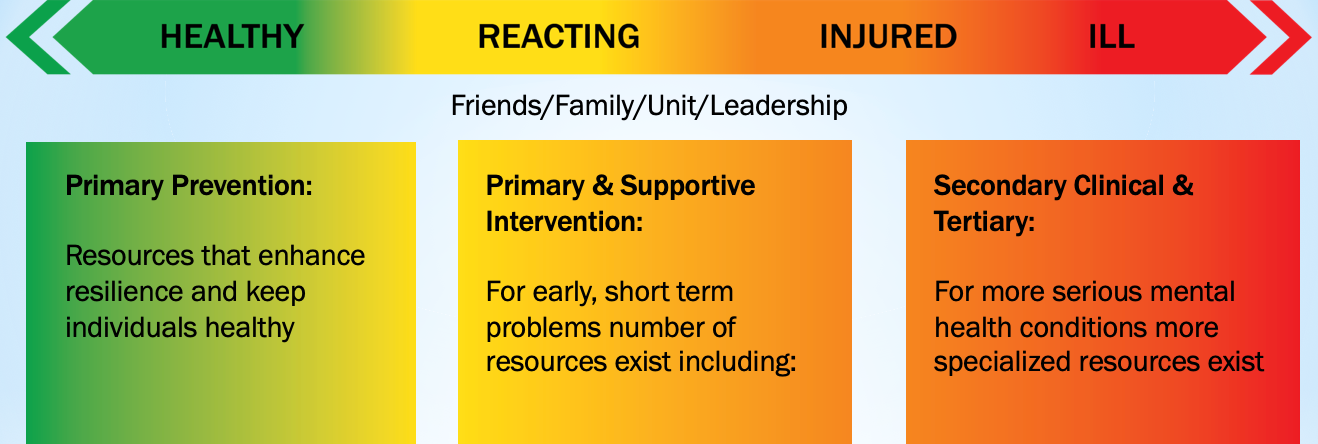 HEALTHY REACTING INJURED ILL
Friends/Family/Unit/Leadership
Primary Prevention:
Resources that enhance
resilience and keep
individuals healthy
Primary & Supportive
Intervention:
For early, short term
problems number of
resources exist including:
Secondary Clinical &
Tertiary:
For more serious mental
health conditions more
specialized resources exist